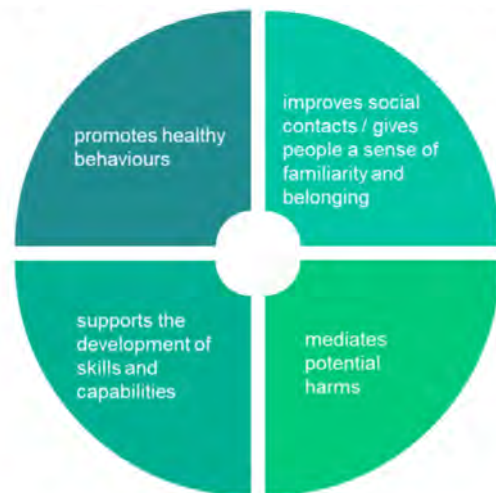 promotes healthy
behaviours
improves social
contacts / gives
people a sense of
familiarity and
belonging
supports the
development of
skills and
capabilities
mediates
potential
harms